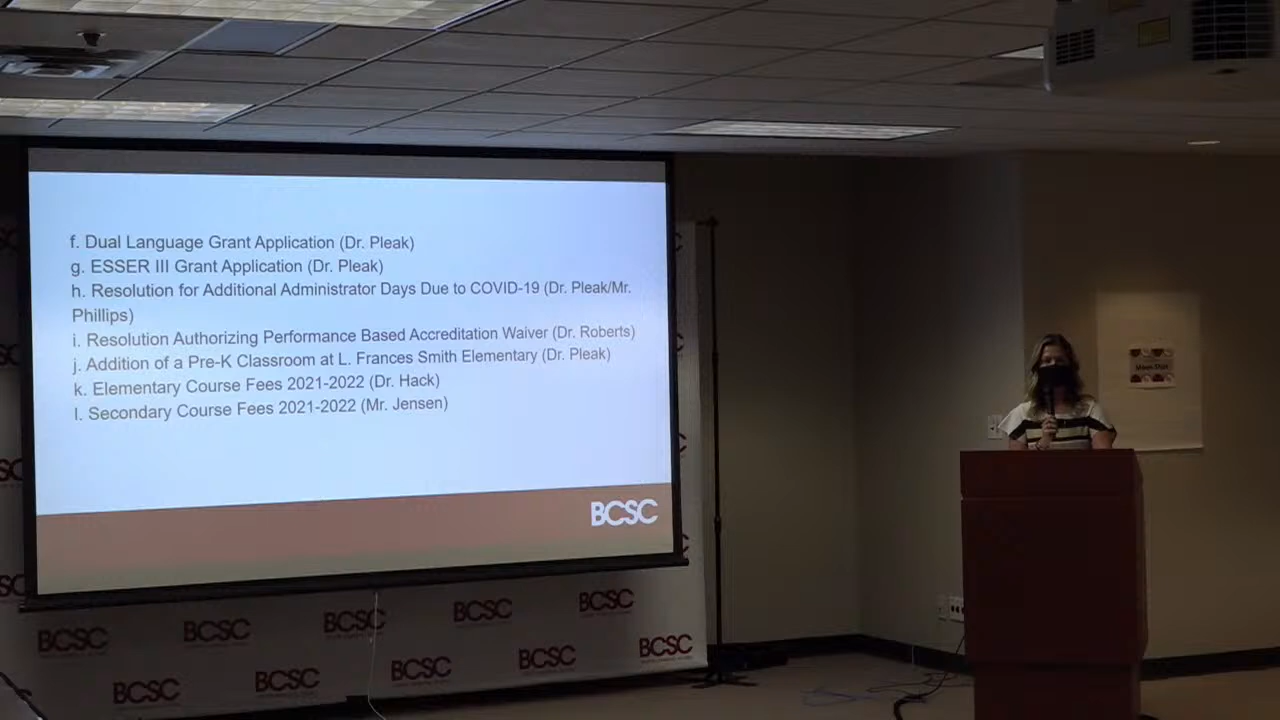 f. Dual Language Grant Application (Dr. Pleak)
g. ESSER III Grant Application (Dr. Pleak)
h. Resolution for Additional Administrator Days Due to COVID-19 (Dr. Pleak/Mr.
Phillips)
i. Resolution Authorizing Performance Based Accreditation Waiver (Dr. Roberts)
j. Addition of a Pre-K Classroom at L. Frances Smith Elementary (Dr. Pleak)
k. Elementary Course Fees 2021-2022 (Dr. Hack)
l. Secondary Course Fees 2021-2022 (Mr. Jensen)
BCSC
BCSC
BCSC
BCSC
BCSC
BCSC
BCSC
BCSC
BCSC
BCSC
BCSC